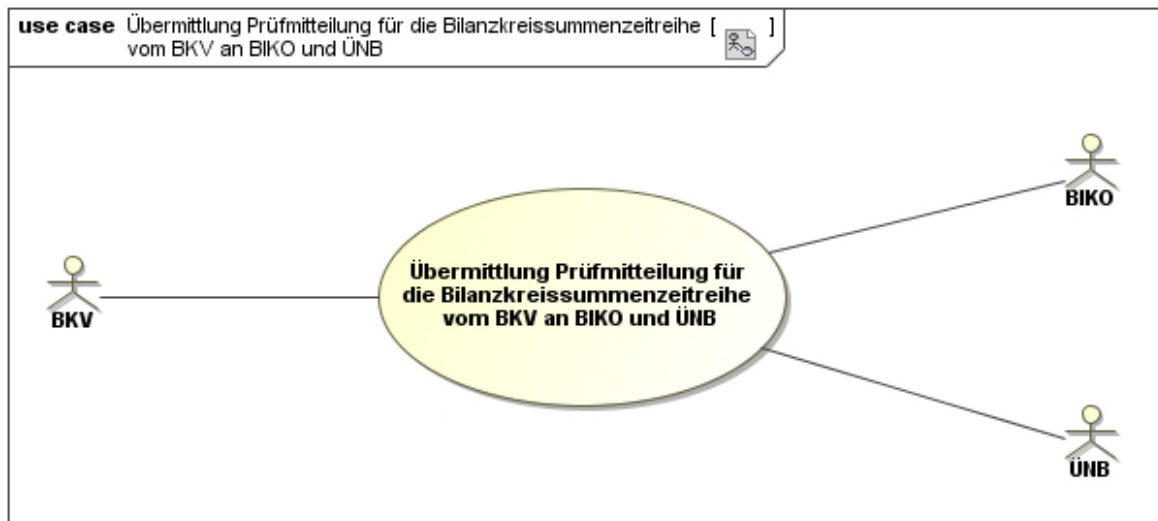 use case Übermittlung Prüfmitteilung für die Bilanzkreissummenzeitreihe [ ]
vom BKV an BIKO und ÜNB
BIKO
Übermittlung Prüfmitteilung für
die Bilanzkreissummenzeitreihe
vom BKV an BIKO und ÜNB
BKV
ÜNB